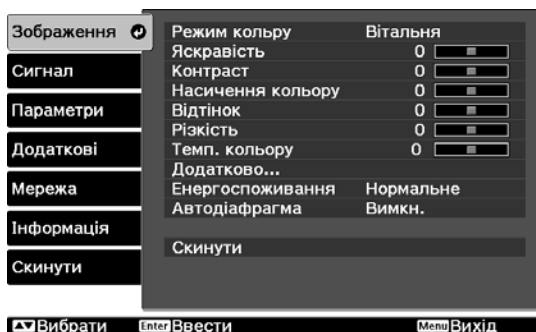 Зображення
Сигнал
Параметри
Додаткові
Мережа
Інформація
Скинути
Режим кольору Вітальня
Яскравість 0
Контраст 0
Насичення кольору 0
Відтінок 0
Різкість 0
Темп. кольору 0
Додатково...
Енергоспоживання Нормальне
Автодіафрагма Вимкн.
Скинути
Вибрати Enter Ввести Menu Вихід